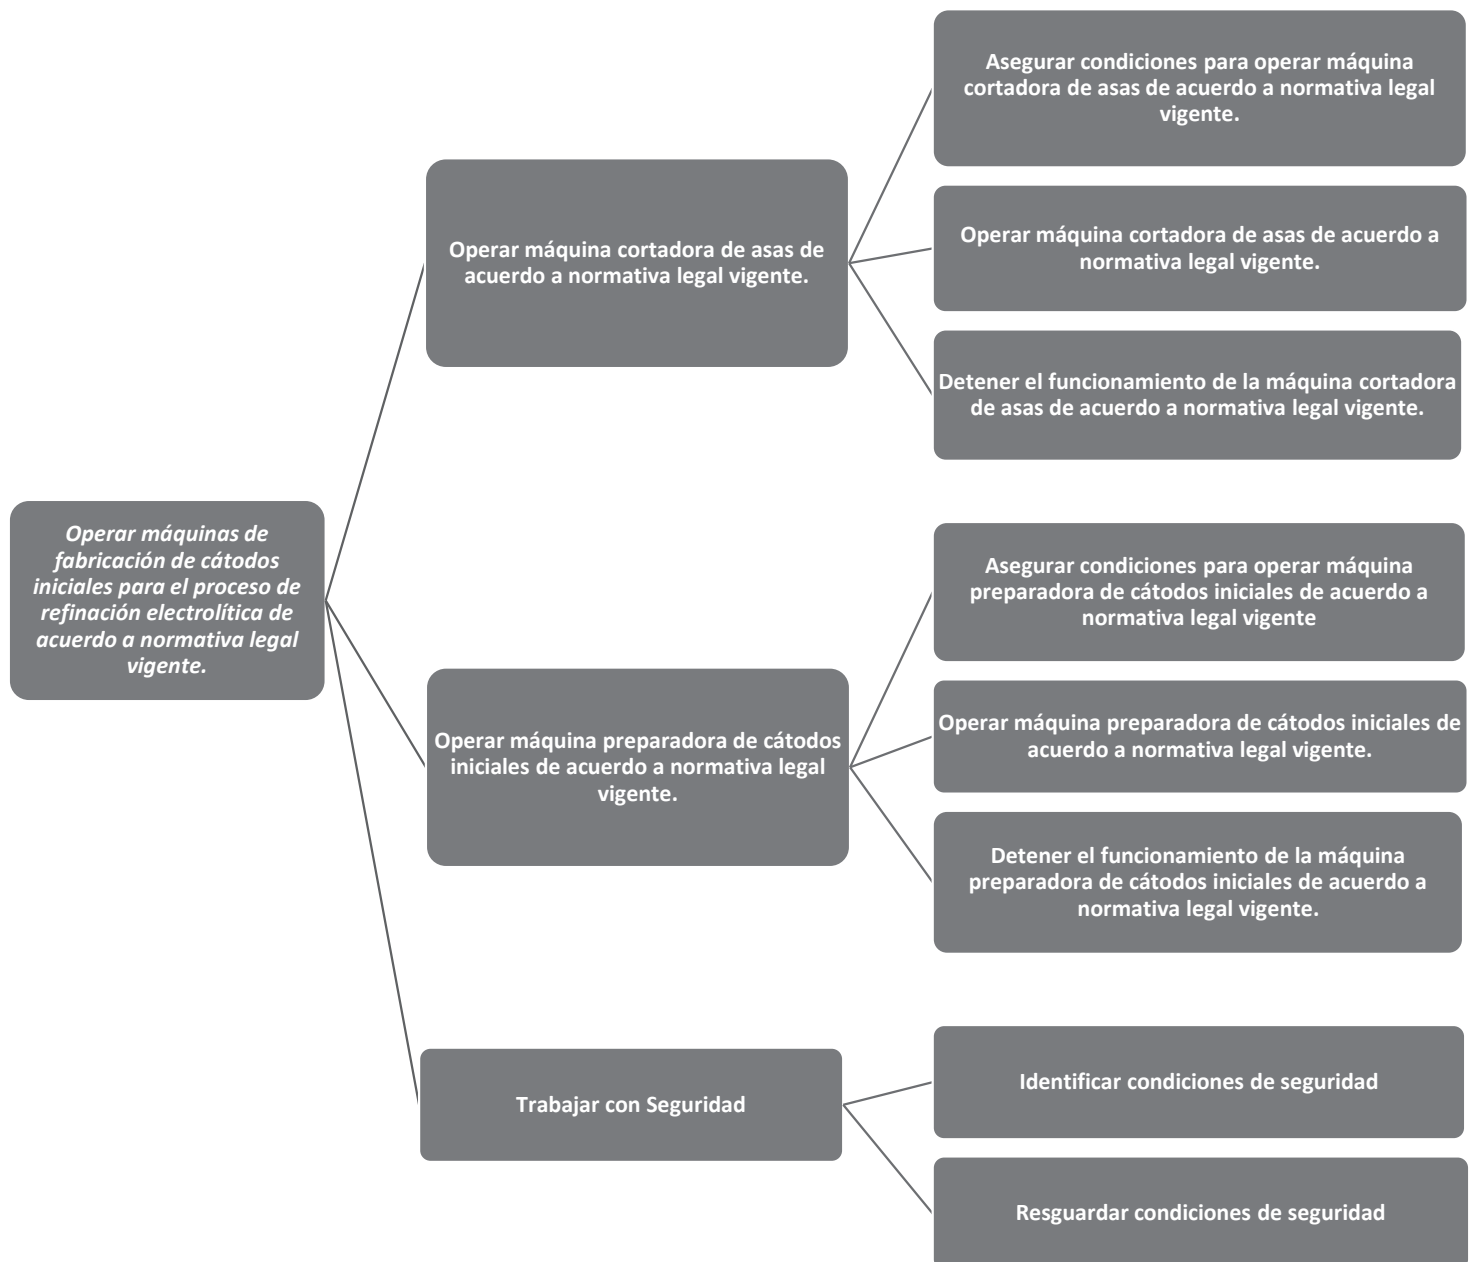 Operar máquinas de
fabricación de cátodos
iniciales para el proceso de
refinación electrolítica de
acuerdo a normativa legal
vigente.
Operar máquina cortadora de asas de
acuerdo a normativa legal vigente.
Asegurar condiciones para operar máquina
cortadora de asas de acuerdo a normativa legal
vigente.
Operar máquina cortadora de asas de acuerdo a
normativa legal vigente.
Detener el funcionamiento de la máquina cortadora
de asas de acuerdo a normativa legal vigente.
Operar máquina preparadora de cátodos
iniciales de acuerdo a normativa legal
vigente.
Asegurar condiciones para operar máquina
preparadora de cátodos iniciales de acuerdo a
normativa legal vigente
Operar máquina preparadora de cátodos iniciales de
acuerdo a normativa legal vigente.
Detener el funcionamiento de la máquina
preparadora de cátodos iniciales de acuerdo a
normativa legal vigente.
Trabajar con Seguridad
Identificar condiciones de seguridad
Resguardar condiciones de seguridad